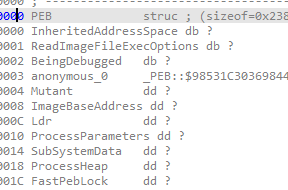 0000 PEB struc ; (sizeof=0x238
0000 InheritedAddressSpace db ?
0001 ReadImageFileExecOptions db ?
0002 BeingDebugged db ?
0003 anonymous_0 _PEB::$98531C30369844
0004 Mutant dd ?
0008 ImageBaseAddress dd ?
000C Ldr dd ?
0010 ProcessParameters dd ?
0014 SubSystemData dd ?
0018 ProcessHeap dd ?
001C FastPebLock dd ?